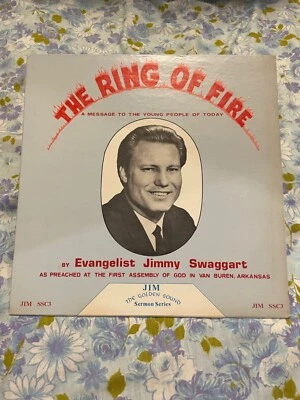 THE RING OF FIRE
A MESSAGE TO THE YOUNG PEOPLE OF TODAY
BY Evangelist Jimmy Swaggart
AS PREACHED AT THE FIRST ASSEMBLY OF GOD IN VAN BUREN, ARKANSAS
JIM
THE GOLDEN SOUND
Sermon Series
JIM SSC3
JIM SSC3